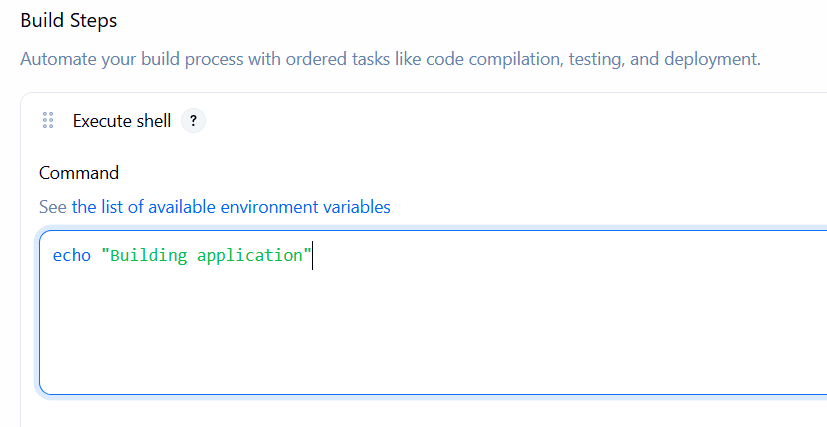 Build Steps
Automate your build process with ordered tasks like code compilation, testing, and deployment.
Execute shell ?
Command
See the list of available environment variables
echo "Building application"